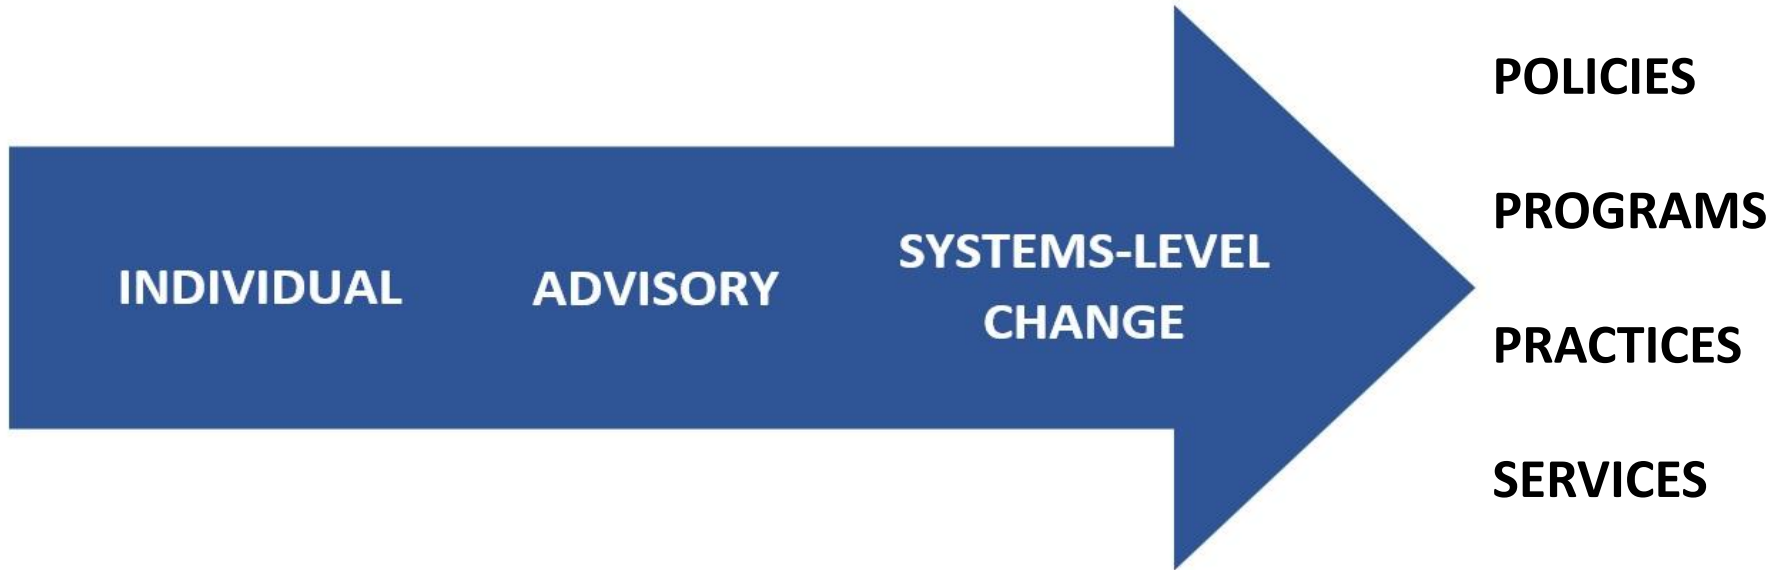 INDIVIDUAL
ADVISORY
SYSTEMS-LEVEL
CHANGE
POLICIES
PROGRAMS
PRACTICES
SERVICES